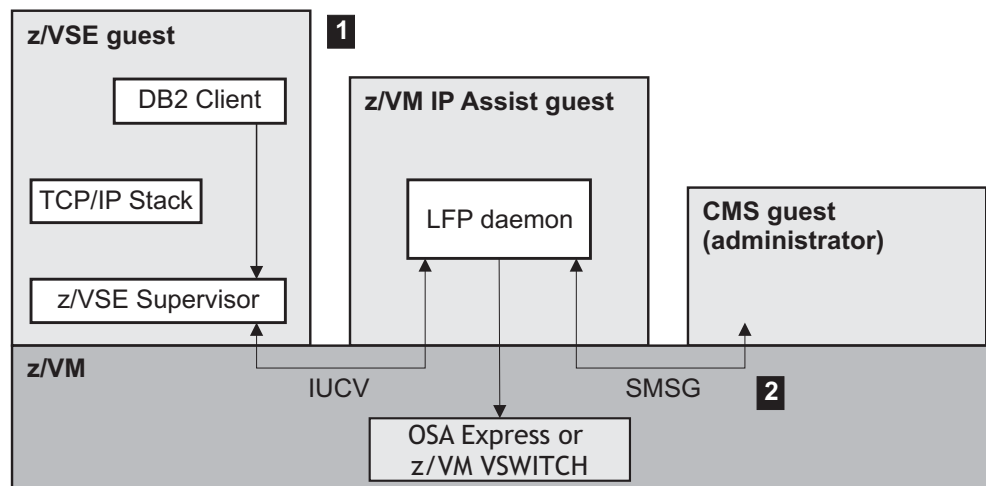 z/VSE guest
1
DB2 Client
TCP/IP Stack
z/VSE Supervisor
z/VM IP Assist guest
LFP daemon
CMS guest
(administrator)
z/VM
IUCV
SMSG
2
OSA Express or
z/VM VSWITCH